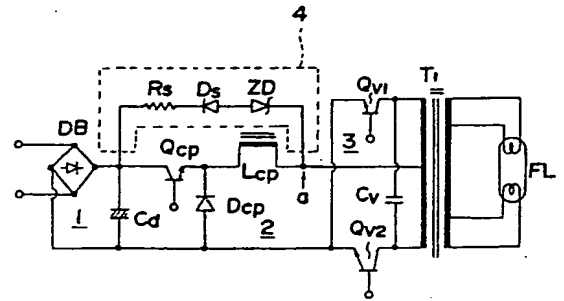 4
Rs Ds ZD
Qv1 T1
DB
Qcp
3
Lcp
FL
a
Cv
1 Cd Dcp
2
Qv2